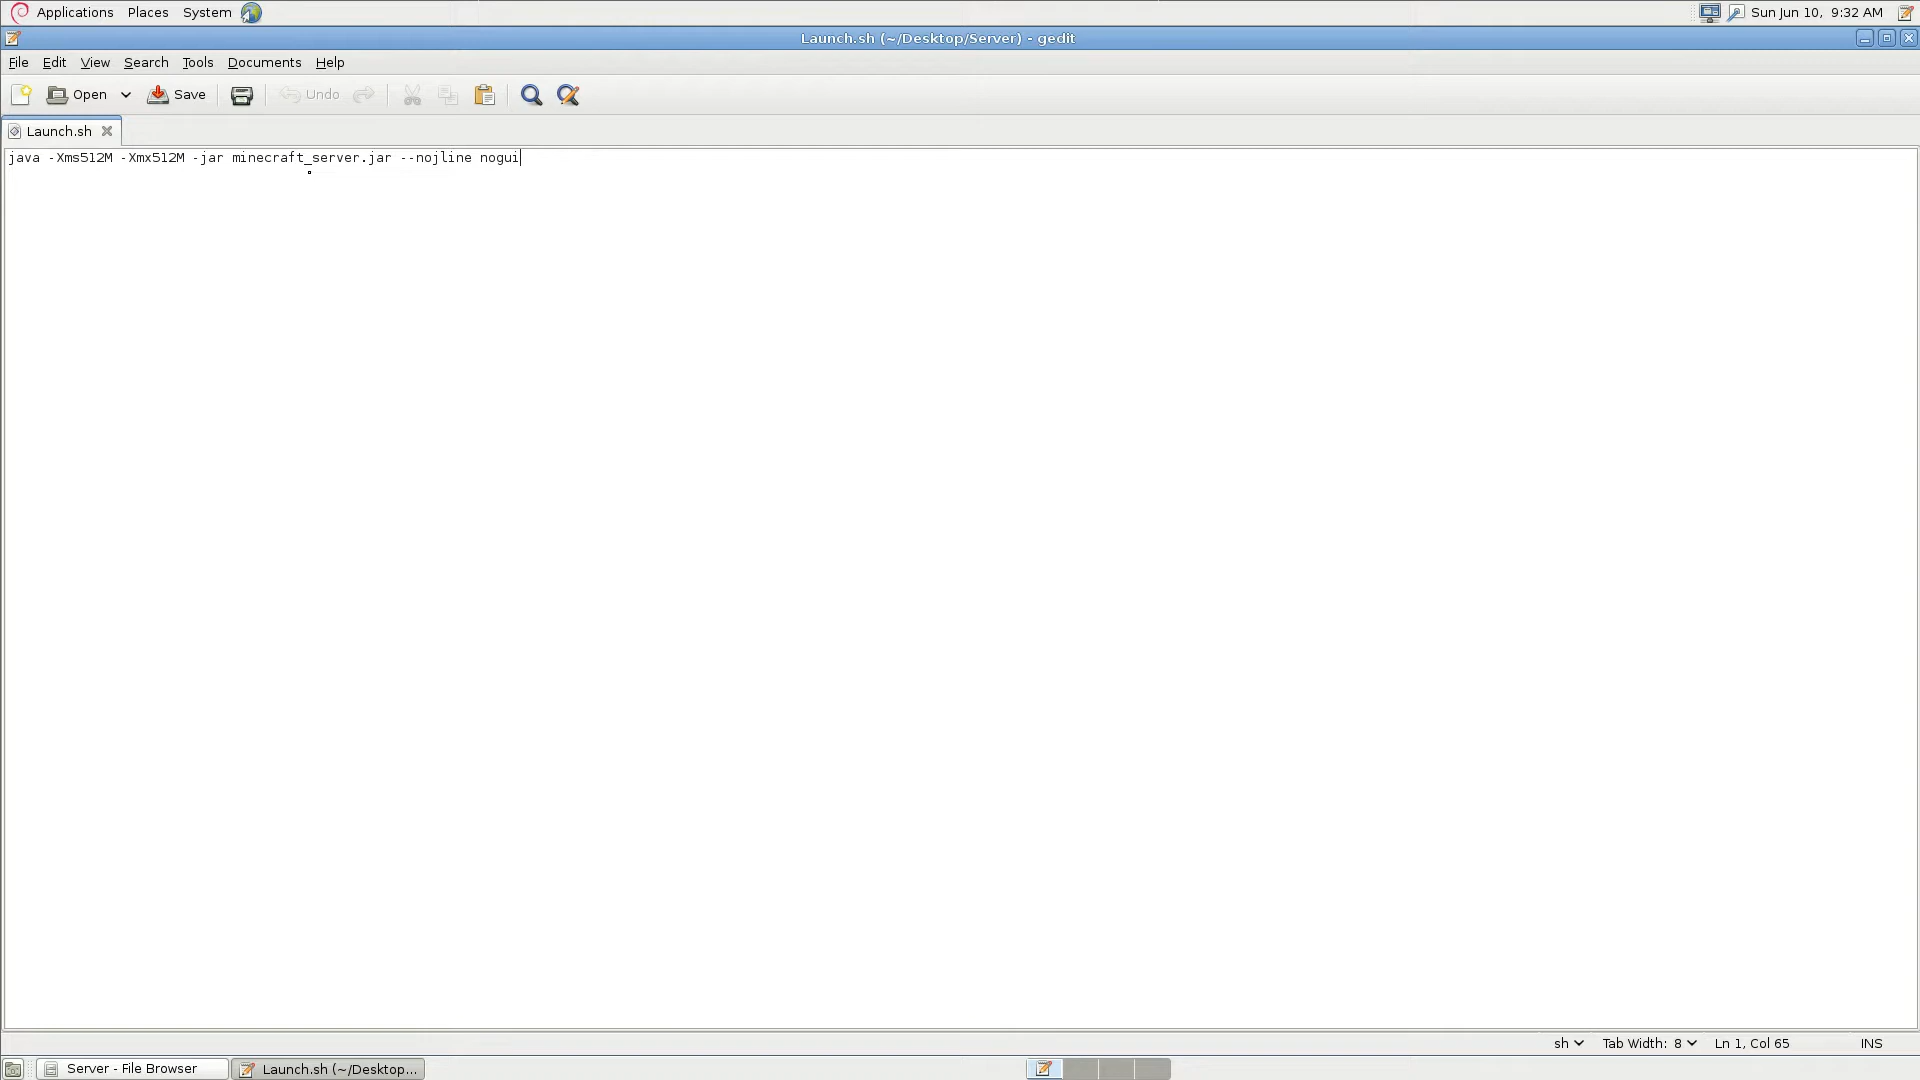 Applications Places System Sun Jun 10, 9:32 AM
Launch.sh (~/Desktop/Server) - gedit
File Edit View Search Tools Documents Help
Open Save Undo
Launch.sh
java -Xms512M -Xmx512M -jar minecraft_server.jar --nojline nogui
sh Tab Width: 8 Ln 1, Col 65 INS
Server - File Browser Launch.sh (~/Desktop...